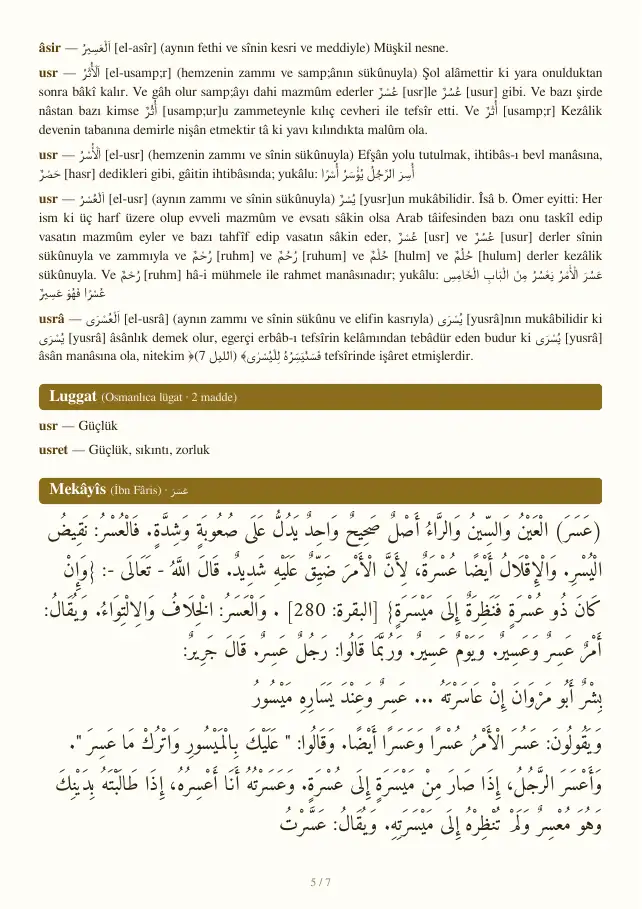 âsir — اَلْعَسِيرُ [el-asîr] (aynın fethi ve sînin kesri ve meddiyle) Müşkil nesne.
usr — اَلْأُثْرُ [el-usamp;r] (hemzenin zammı ve samp;ânın sükûnuyla) Şol alâmettir ki yara onulduktan
sonra bâkî kalır. Ve gâh olur samp;âyı dahi mazmûm ederler عُسْرٌ [usr]le عُسُرٌ [usur] gibi. Ve bazı şirde
nâstan bazı kimse أُثُرٌ [usamp;ur]u zammeteynle kılıç cevheri ile tefsîr etti. Ve أُثْرٌ [usamp;r] Kezâlik
devenin tabanına demirle nişân etmektir tâ ki yavı kılındıkta malûm ola.
usr — اَلْأُسْرُ [el-usr] (hemzenin zammı ve sînin sükûnuyla) Efşân yolu tutulmak, ihtibâs-ı bevl manâsına,
حَصْرٌ [hasr] dedikleri gibi, gâitin ihtibâsında; yukâlu: أُسِرَ الرَّجُلُ يُؤْسَرُ أُسْرًا
usr — اَلْعُسْرُ [el-usr] (aynın zammı ve sînin sükûnuyla) يُسْرٌ [yusr]un mukâbilidir. Îsâ b. Ömer eyitti: Her
ism ki üç harf üzere olup evveli mazmûm ve evsatı sâkin olsa Arab tâifesinden bazı onu taskîl edip
vasatın mazmûm eyler ve bazı tahfîf edip vasatın sâkin eder, عُسْرٌ [usr] ve عُسُرٌ [usur] derler sînin
sükûnuyla ve zammıyla ve رُحْمٌ [ruhm] ve رُحُمٌ [ruhum] ve حُلْمٌ [hulm] ve حُلُمٌ [hulum] derler kezâlik
sükûnuyla. Ve رُحْمٌ [ruhm] hâ-i mühmele ile rahmet manâsınadır; yukâlu: عَسُرَ الْأَمْرُ يَعْسُرُ مِنَ الْبَابِ الْخَامِسِ
عُسْرًا فَهُوَ عَسِيرٌ
usrâ — اَلْعُسْرَى [el-usrâ] (aynın zammı ve sînin sükûnu ve elifin kasrıyla) يُسْرَى [yusrâ]nın mukâbilidir ki
يُسْرَى [yusrâ] âsânlık demek olur, egerçi erbâb-ı tefsîrin kelâmından tebâdür eden budur ki يُسْرَى [yusrâ]
âsân manâsına ola, nitekim ﴿فَسَنُيَسِّرُهُ لِلْيُسْرَى﴾ (الليل 7) tefsîrinde işâret etmişlerdir.
Luggat (Osmanlıca lügat · 2 madde)
usr — Güçlük
usret — Güçlük, sıkıntı, zorluk
Mekâyîs (İbn Fâris) · عَسَرَ
(عَسَرَ) الْعَيْنُ وَالسِّينُ وَالرَّاءُ أَصْلٌ صَحِيحٌ وَاحِدٌ يَدُلُّ عَلَى صُعُوبَةٍ وَشِدَّةٍ. فَالْعُسْرُ: نَقِيضُ
الْيُسْرِ. وَالْإِقْلَالُ أَيْضًا عُسْرَةٌ، لِأَنَّ الْأَمْرَ ضَيِّقٌ عَلَيْهِ شَدِيدٌ. قَالَ اللَّهُ - تَعَالَى -: {وَإِنْ
كَانَ ذُو عُسْرَةٍ فَنَظِرَةٌ إِلَى مَيْسَرَةٍ} [البقرة: 280] . وَالْعَسَرُ: الْخِلَافُ وَالِالْتِوَاءُ. وَيُقَالُ:
أَمْرٌ عَسِرٌ وَعَسِيرٌ. وَيَوْمٌ عَسِيرٌ. وَرُبَّمَا قَالُوا: رَجُلٌ عَسِرٌ. قَالَ جَرِيرٌ:
بِشْرٌ أَبُو مَرْوَانَ إِنْ عَاسَرْتَهُ ... عَسِرٌ وَعِنْدَ يَسَارِهِ مَيْسُورُ
وَيَقُولُونَ: عَسُرَ الْأَمْرُ عُسْرًا وَعَسَرًا أَيْضًا. وَقَالُوا: " عَلَيْكَ بِالْمَيْسُورِ وَاتْرُكْ مَا عَسِرَ ".
وَأَعْسَرَ الرَّجُلُ، إِذَا صَارَ مِنْ مَيْسَرَةٍ إِلَى عُسْرَةٍ. وَعَسَرْتُهُ أَنَا أَعْسِرُهُ، إِذَا طَالَبْتَهُ بِدَيْنِكَ
وَهُوَ مُعْسِرٌ وَلَمْ تُنْظِرْهُ إِلَى مَيْسَرَتِهِ. وَيُقَالُ: عَسَّرْتُ
5 / 7